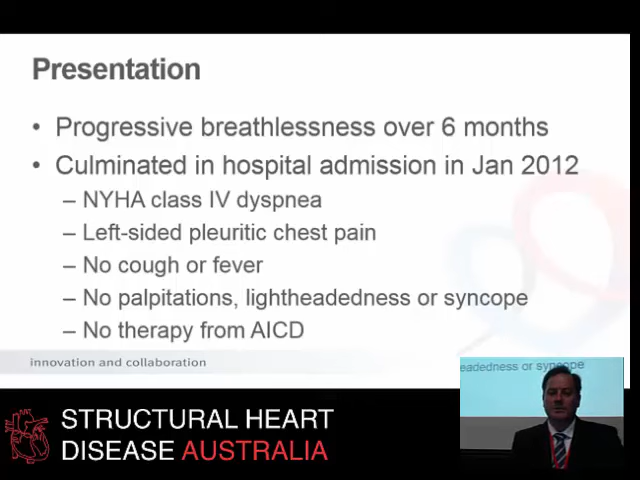 Presentation
• Progressive breathlessness over 6 months
• Culminated in hospital admission in Jan 2012
– NYHA class IV dyspnea
– Left-sided pleuritic chest pain
– No cough or fever
– No palpitations, lightheadedness or syncope
– No therapy from AICD
innovation and collaboration
headedness or syncope
STRUCTURAL HEART
DISEASE AUSTRALIA